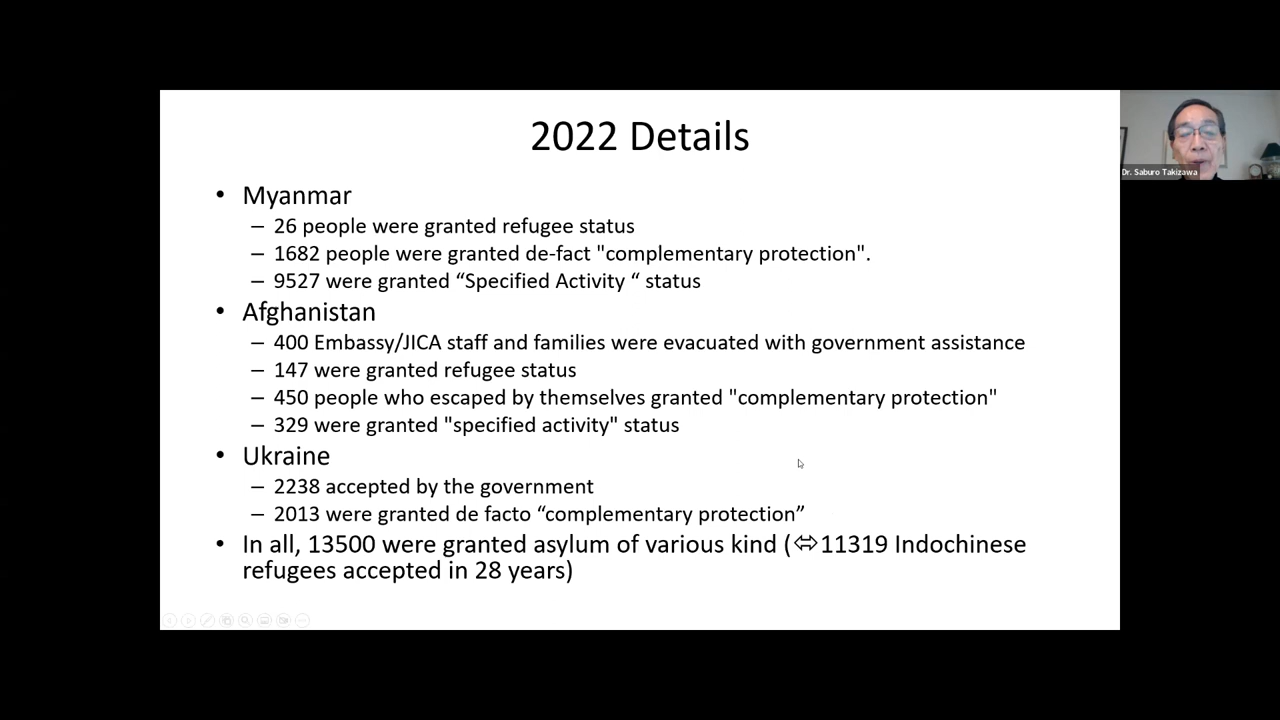 2022 Details
• Myanmar
– 26 people were granted refugee status
– 1682 people were granted de-fact "complementary protection".
– 9527 were granted “Specified Activity “ status
• Afghanistan
– 400 Embassy/JICA staff and families were evacuated with government assistance
– 147 were granted refugee status
– 450 people who escaped by themselves granted "complementary protection"
– 329 were granted "specified activity" status
• Ukraine
– 2238 accepted by the government
– 2013 were granted de facto “complementary protection”
• In all, 13500 were granted asylum of various kind (⇔11319 Indochinese
refugees accepted in 28 years)
Dr. Saburo Takizawa